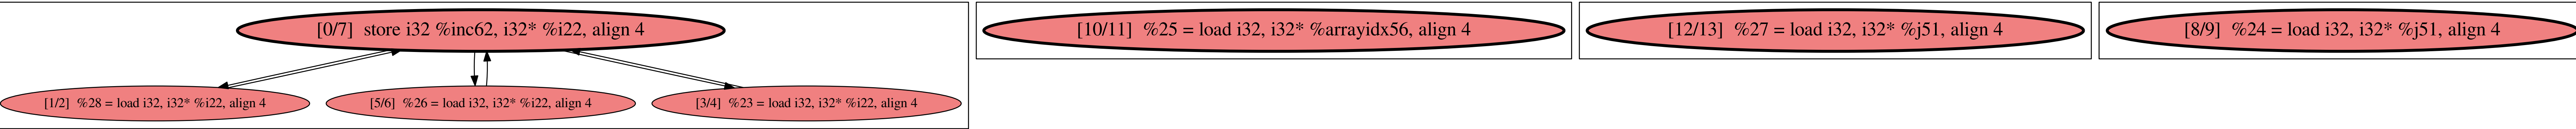 [0/7] store i32 %inc62, i32* %i22, align 4
[10/11] %25 = load i32, i32* %arrayidx56, align 4
[12/13] %27 = load i32, i32* %j51, align 4
[8/9] %24 = load i32, i32* %j51, align 4
[1/2] %28 = load i32, i32* %i22, align 4
[5/6] %26 = load i32, i32* %i22, align 4
[3/4] %23 = load i32, i32* %i22, align 4